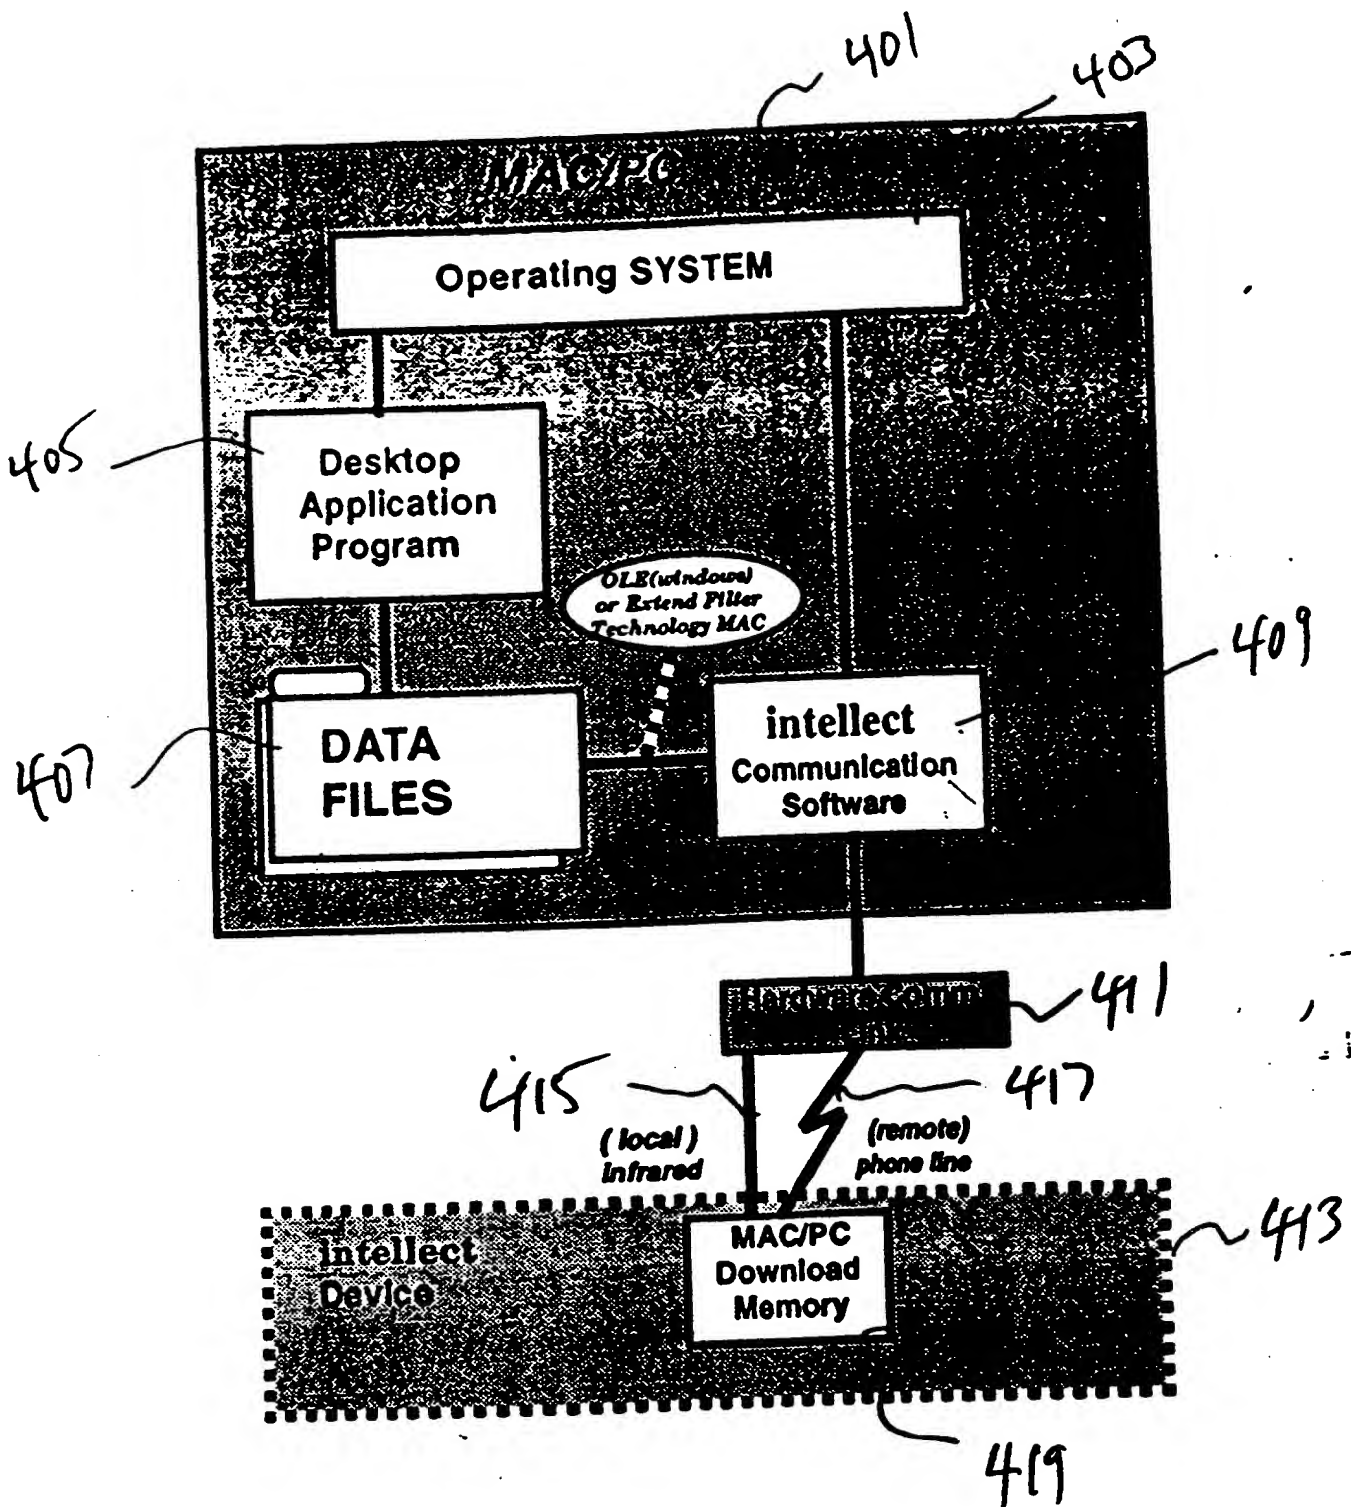 401
403
MAC/PC
Operating SYSTEM
405
Desktop
Application
Program
OLE(windows)
or Extend Filter
Technology MAC
409
407
DATA
FILES
intellect
Communication
Software
Hardware Comm
411
415
417
(local)
infrared
(remote)
phone line
413
intellect
Device
MAC/PC
Download
Memory
419